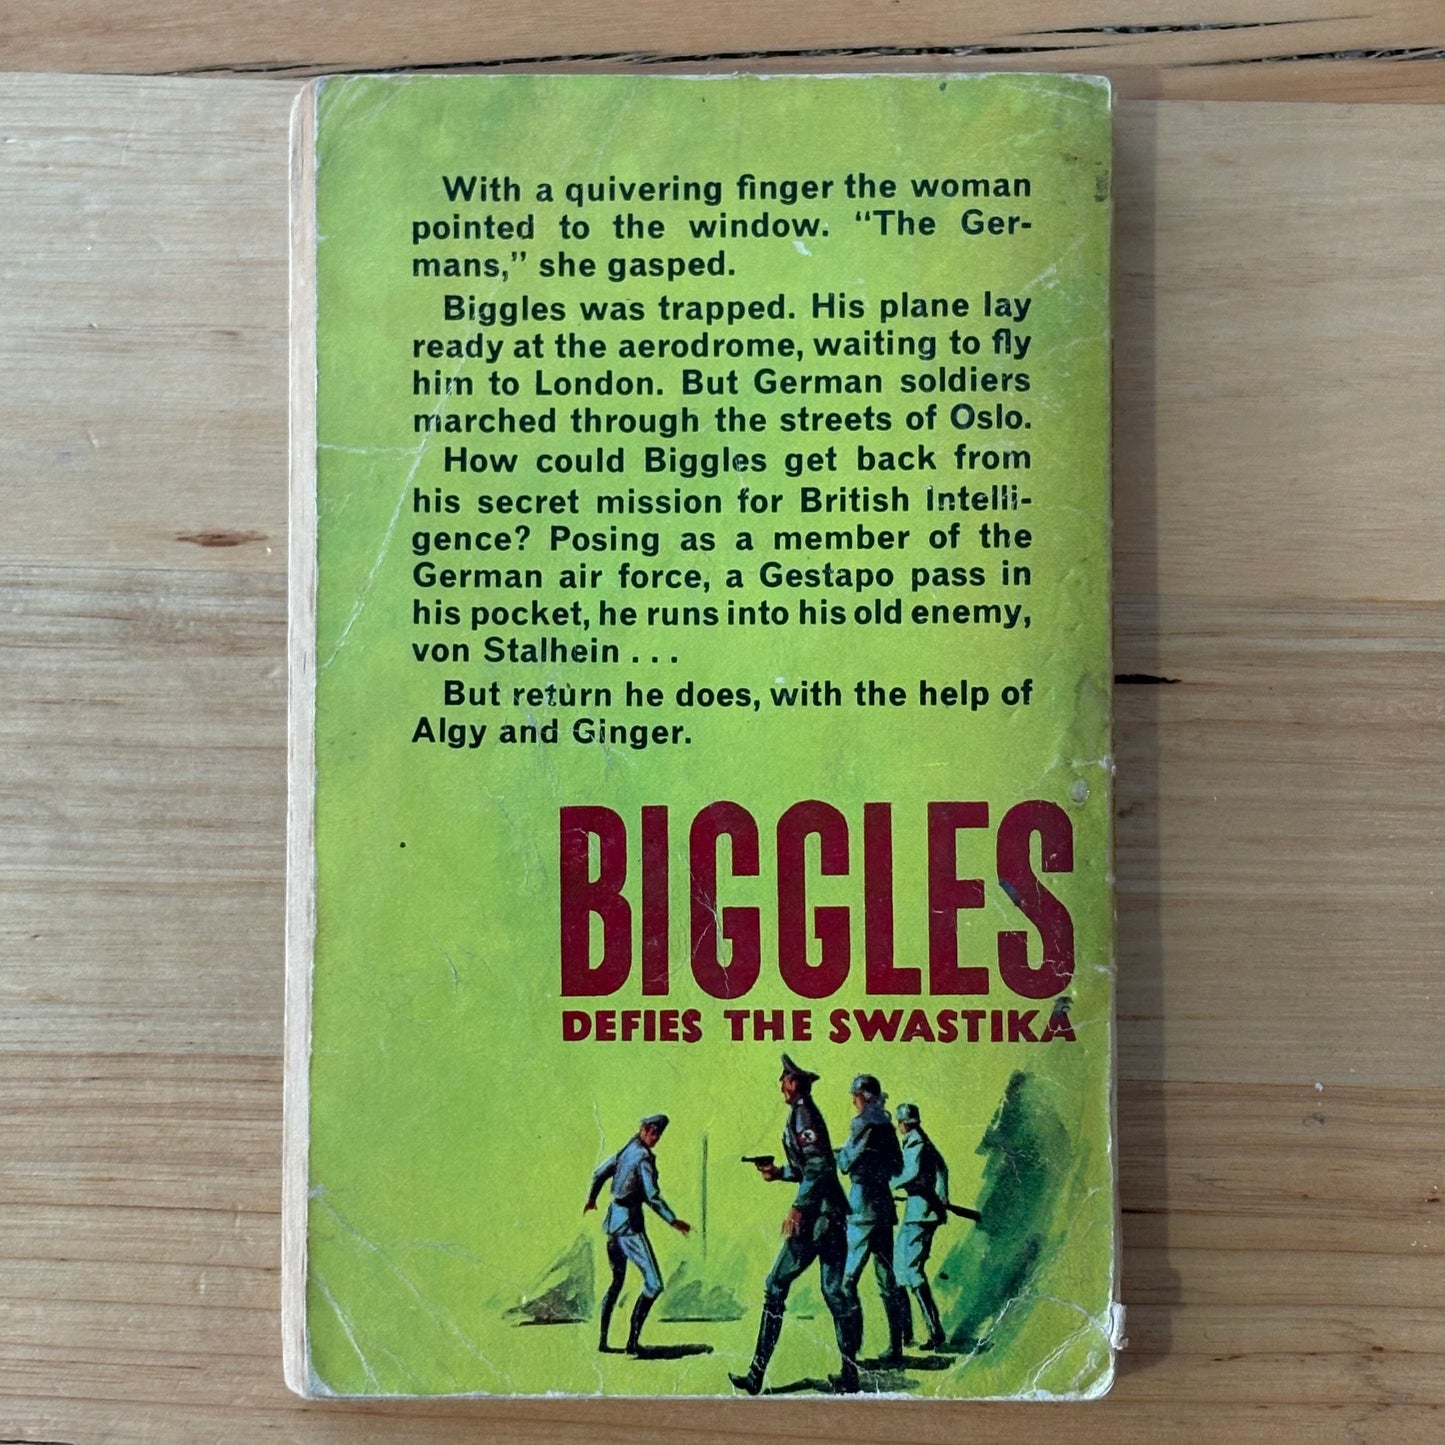 With a quivering finger the woman
pointed to the window. "The Ger-
mans," she gasped.
Biggles was trapped. His plane lay
ready at the aerodrome, waiting to fly
him to London. But German soldiers
marched through the streets of Oslo.
How could Biggles get back from
his secret mission for British Intelli-
gence? Posing as a member of the
German air force, a Gestapo pass in
his pocket, he runs into his old enemy,
von Stalhein . . .
But return he does, with the help of
Algy and Ginger.
BIGGLES
DEFIES THE SWASTIKA